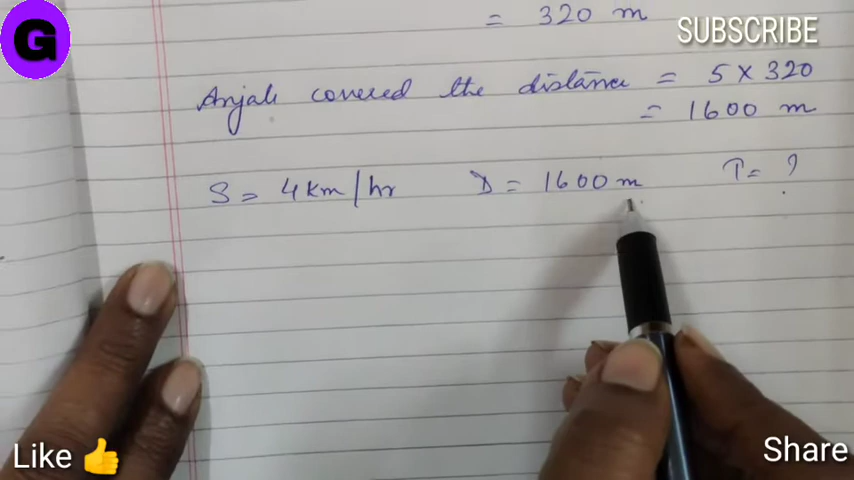 G
= 320 m
SUBSCRIBE
Anjali covered the distance = 5 × 320
= 1600 m
S = 4 km/hr D = 1600 m T = ?
Like 👍
Share